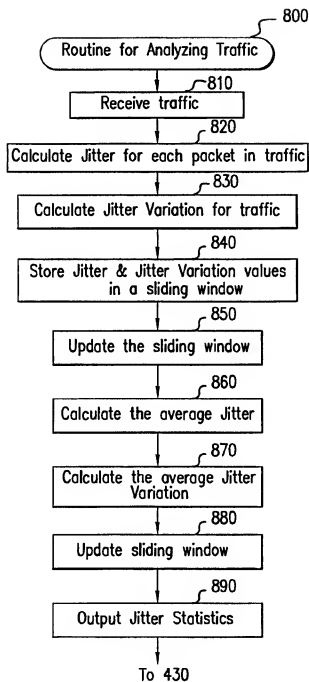 800
Routine for Analyzing Traffic
810
Receive traffic
820
Calculate Jitter for each packet in traffic
830
Calculate Jitter Variation for traffic
840
Store Jitter & Jitter Variation values
in a sliding window
850
Update the sliding window
860
Calculate the average Jitter
870
Calculate the average Jitter
Variation
880
Update sliding window
890
Output Jitter Statistics
To 430